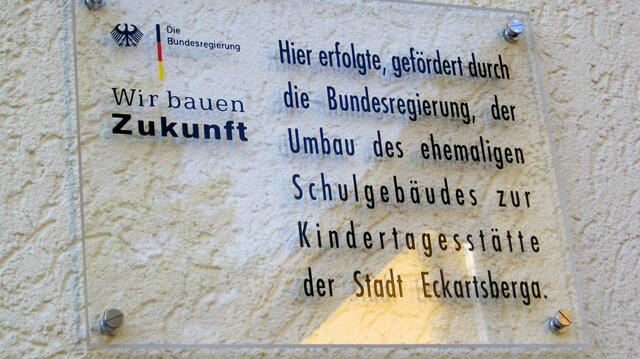 Die
Bundesregierung
Wir bauen
Zukunft
Hier erfolgte, gefördert durch
die Bundesregierung, der
Umbau des ehemaligen
Schulgebäudes zur
Kindertagesstätte
der Stadt Eckartsberga.